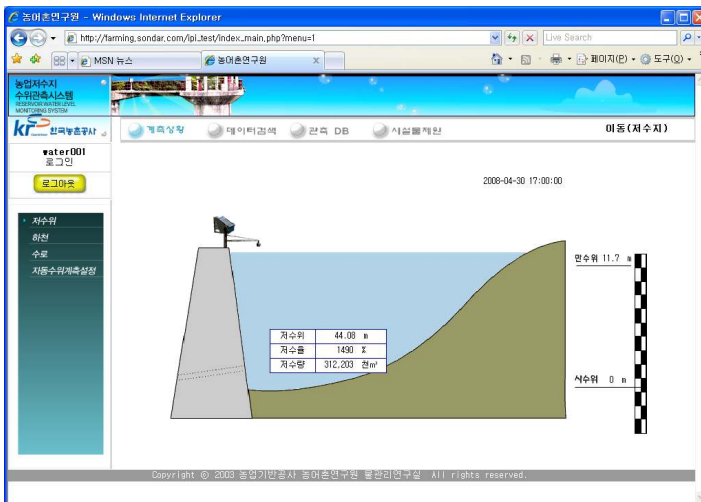 농어촌연구원 - Windows Internet Explorer
http://farming.sondar.com/ipi_test/index_main.php?menu=1
Live Search
MSN 뉴스
농어촌연구원
페이지(P)
도구(O)
농업저수지
수위관측시스템
RESERVOIR WATER LEVEL
MONITORING SYSTEM
kr 한국농촌공사
계측상황
데이터검색
관측 DB
시설물제원
이동(저수지)
water001
로그인
로그아웃
2008-04-30 17:00:00
저수위
하천
수로
자동수위계측설정
만수위 11.7 m
저수위 44.08 m
저수율 1490 %
저수량 312,203 천m³
사수위 0 m
Copyright ⓒ 2003 농업기반공사 농어촌연구원 물관리연구실 All rights reserved.